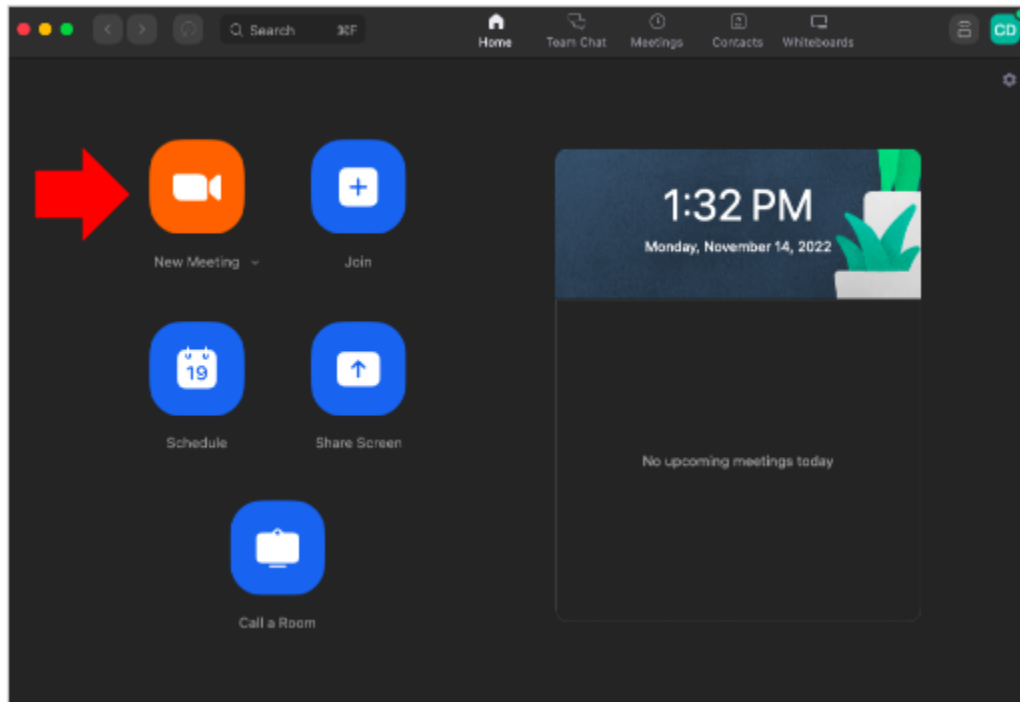 Search ⌘F
Home
Team Chat
Meetings
Contacts
Whiteboards
CD
New Meeting
Join
1:32 PM
Monday, November 14, 2022
19
Schedule
Share Screen
No upcoming meetings today
Call a Room